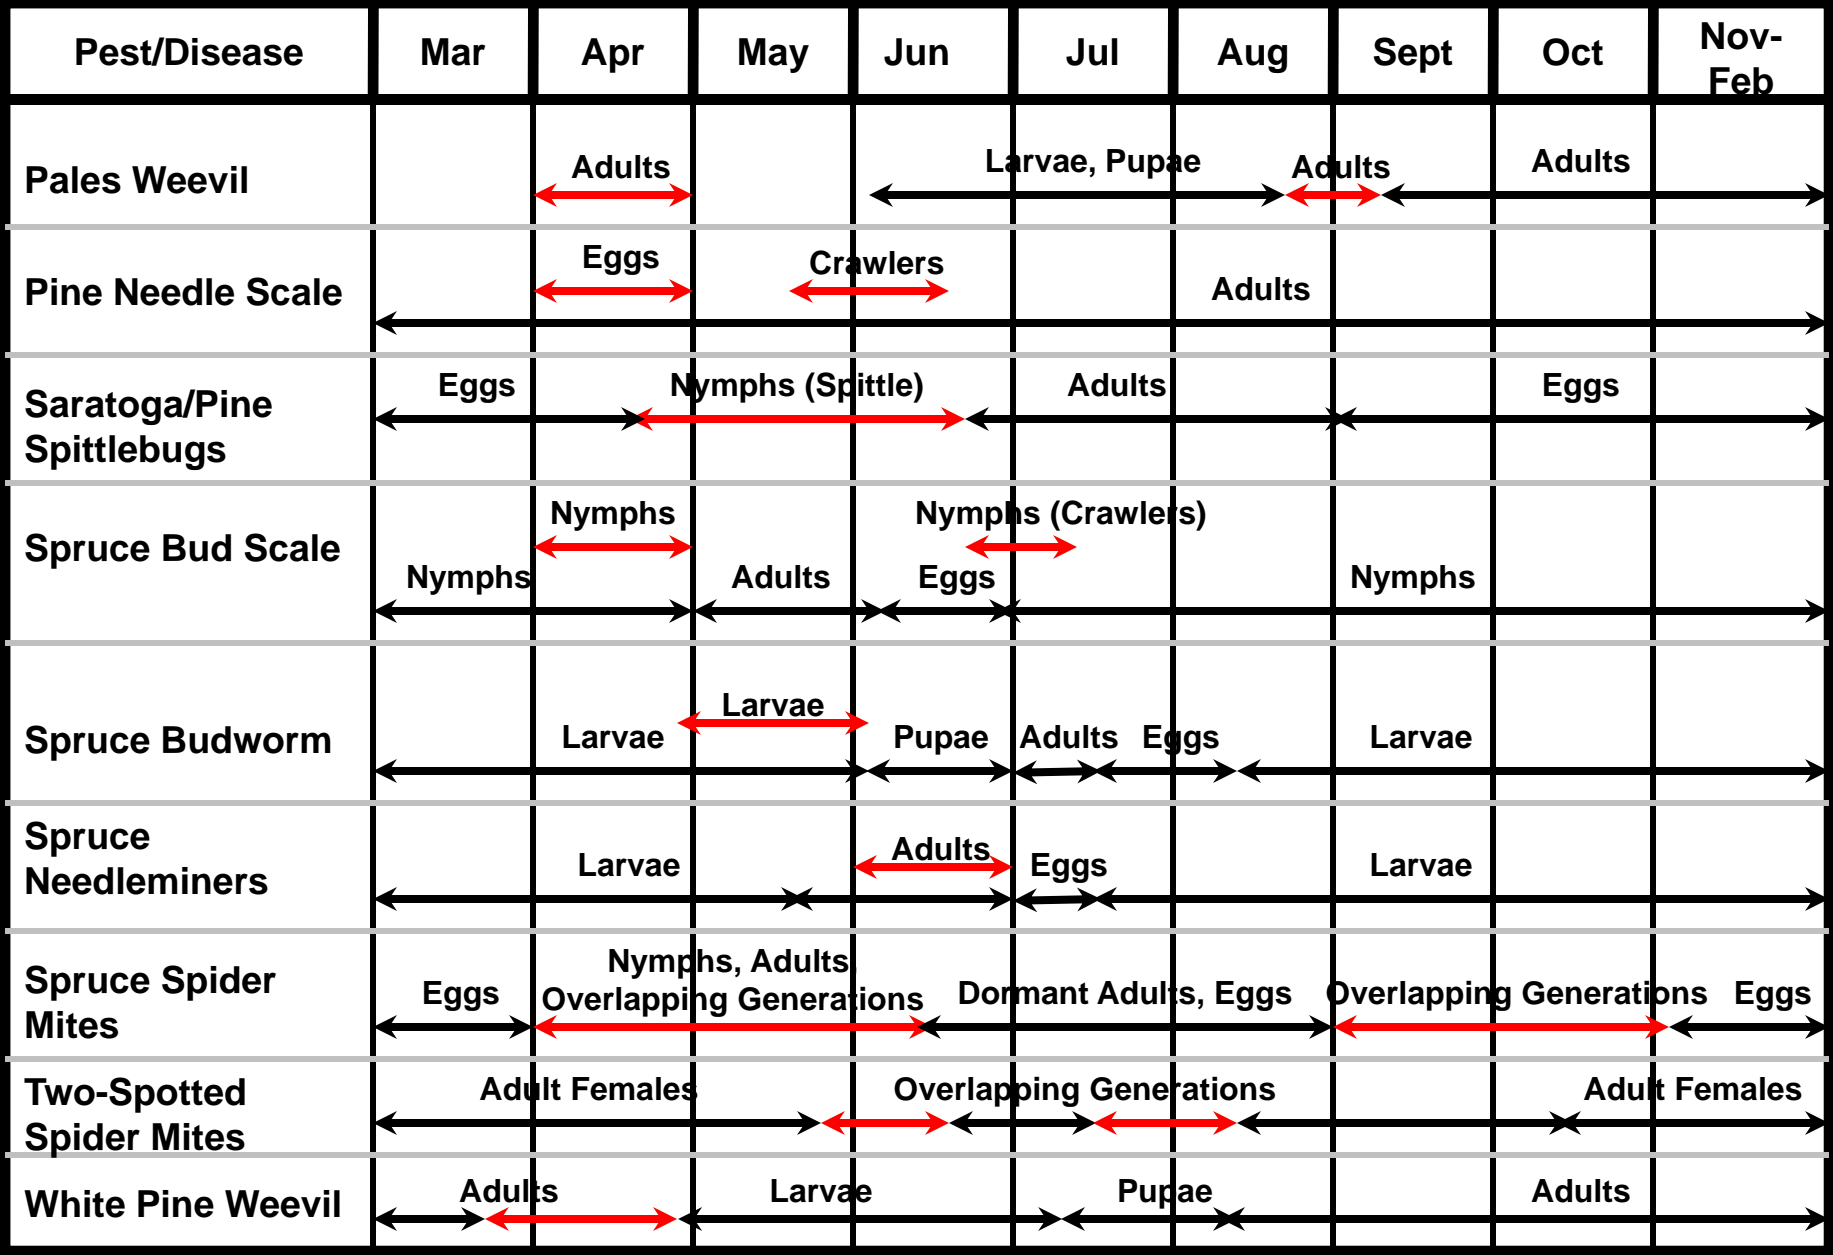 Pest/Disease Mar Apr May Jun Jul Aug Sept Oct Nov-
Feb
Pales Weevil
Adults
Larvae, Pupae
Adults
Adults
Pine Needle Scale
Eggs
Crawlers
Adults
Saratoga/Pine
Spittlebugs
Eggs
Nymphs (Spittle)
Adults
Eggs
Spruce Bud Scale
Nymphs
Nymphs (Crawlers)
Nymphs
Adults
Eggs
Nymphs
Spruce Budworm
Larvae
Larvae
Pupae
Adults
Eggs
Larvae
Spruce
Needleminers
Larvae
Adults
Eggs
Larvae
Spruce Spider
Mites
Eggs
Nymphs, Adults,
Overlapping Generations
Dormant Adults, Eggs
Overlapping Generations
Eggs
Two-Spotted
Spider Mites
Adult Females
Overlapping Generations
Adult Females
White Pine Weevil
Adults
Larvae
Pupae
Adults